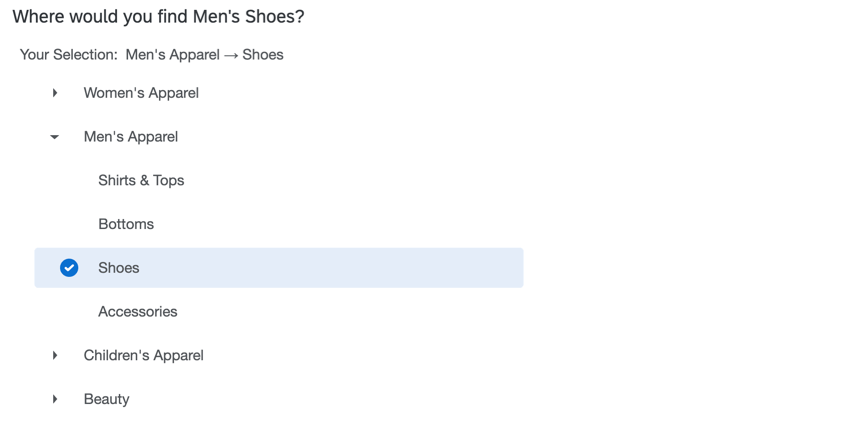 Where would you find Men's Shoes?
Your Selection: Men's Apparel → Shoes
Women's Apparel
Men's Apparel
Shirts & Tops
Bottoms
Shoes
Accessories
Children's Apparel
Beauty